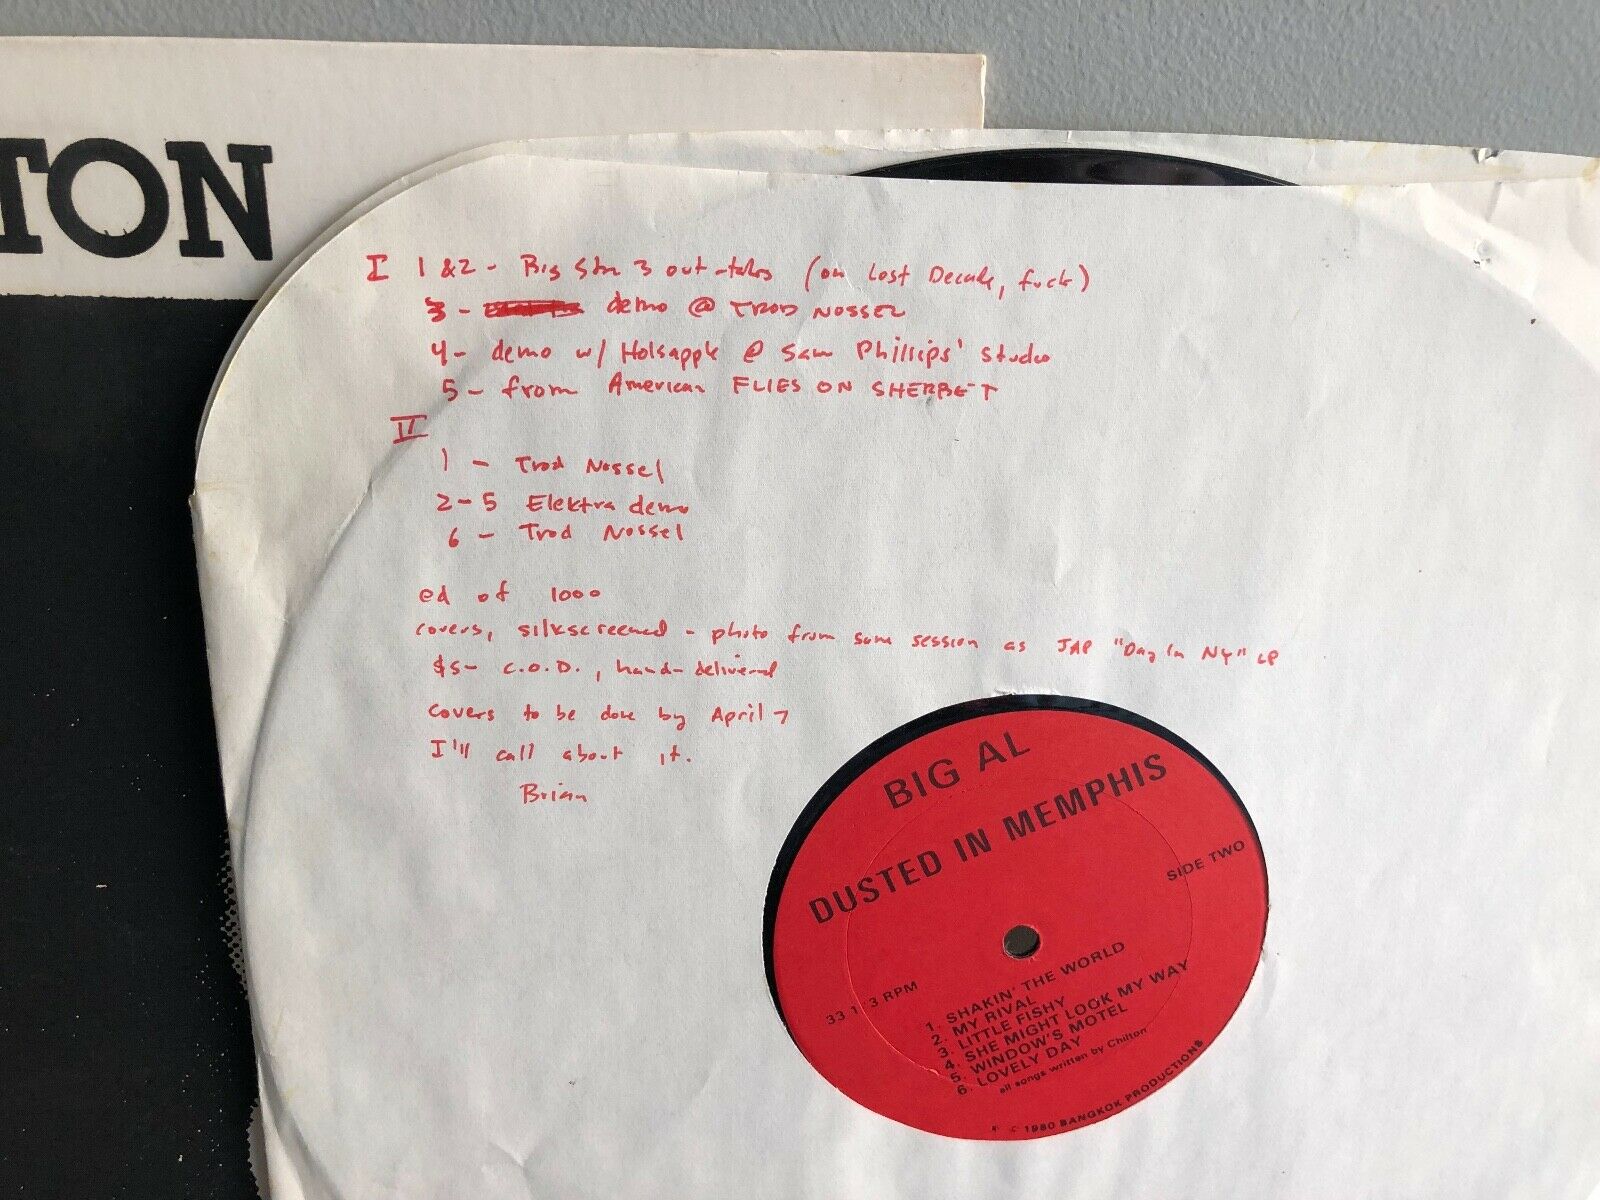 TON
I 1 & 2 - Big Star 3 out-takes (on Lost Decade, fuck)
3 - demo @ TROD NOSSEL
4 - demo w/ Holsapple @ Sam Phillips' studio
5 - from American FLIES ON SHERBET
II
1 - Trod Nossel
2-5 Elektra demo
6 - Trod Nossel
ed of 1000
covers, silkscreened - photo from same session as JAP "Day in NY" LP
$5- C.O.D., hand-delivered
covers to be done by April 7
I'll call about it.
Brian
BIG AL
DUSTED IN MEMPHIS
SIDE TWO
33 1/3 RPM
1. SHAKIN' THE WORLD
2. MY RIVAL
3. LITTLE FISHY
4. SHE MIGHT LOOK MY WAY
5. WINDOW'S MOTEL
6. LOVELY DAY
all songs written by Chilton
1980 BANGKOK PRODUCTIONS